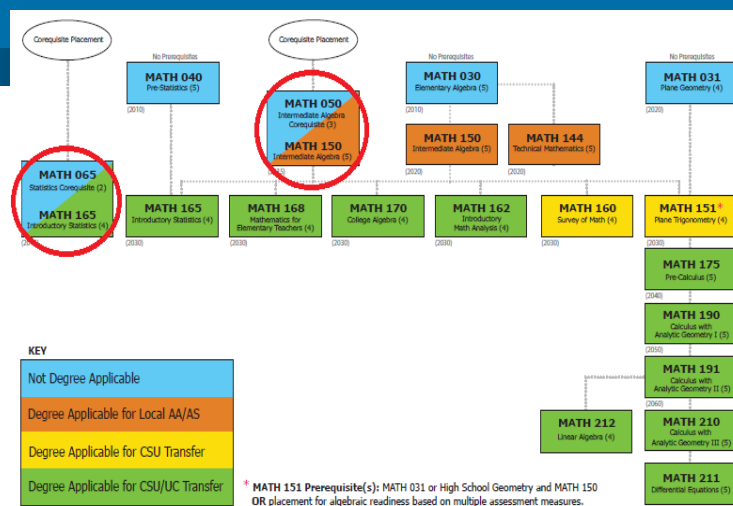 Corequisite Placement
Corequisite Placement
No Prerequisites
MATH 040
Pre-Statistics (5)
(2010)
No Prerequisites
MATH 030
Elementary Algebra (5)
(2010)
No Prerequisites
MATH 031
Plane Geometry (4)
(2020)
MATH 050
Intermediate Algebra
Corequisite (3)
MATH 150
Intermediate Algebra (5)
MATH 150
Intermediate Algebra (5)
(2020)
MATH 144
Technical Mathematics (5)
(2020)
MATH 065
Statistics Corequisite (2)
MATH 165
Introductory Statistics (4)
MATH 165
Introductory Statistics (4)
(2030)
MATH 168
Mathematics for
Elementary Teachers (4)
(2030)
MATH 170
College Algebra (4)
(2030)
MATH 162
Introductory
Math Analysis (4)
(2030)
MATH 160
Survey of Math (4)
(2030)
MATH 151*
Plane Trigonometry (4)
(2030)
MATH 175
Pre-Calculus (5)
(2040)
MATH 190
Calculus with
Analytic Geometry I (5)
(2050)
MATH 191
Calculus with
Analytic Geometry II (5)
(2060)
MATH 212
Linear Algebra (4)
MATH 210
Calculus with
Analytic Geometry III (5)
MATH 211
Differential Equations (5)
KEY
Not Degree Applicable
Degree Applicable for Local AA/AS
Degree Applicable for CSU Transfer
Degree Applicable for CSU/UC Transfer
* MATH 151 Prerequisite(s): MATH 031 or High School Geometry and MATH 150
OR placement for algebraic readiness based on multiple assessment measures.